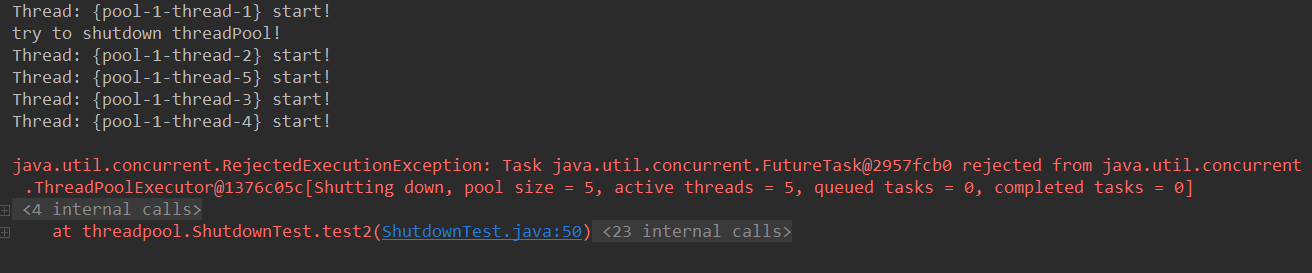 Thread: {pool-1-thread-1} start!
try to shutdown threadPool!
Thread: {pool-1-thread-2} start!
Thread: {pool-1-thread-5} start!
Thread: {pool-1-thread-3} start!
Thread: {pool-1-thread-4} start!
java.util.concurrent.RejectedExecutionException: Task java.util.concurrent.FutureTask@2957fcb0 rejected from java.util.concurrent
.ThreadPoolExecutor@1376c05c[Shutting down, pool size = 5, active threads = 5, queued tasks = 0, completed tasks = 0]
<4 internal calls>
at threadpool.ShutdownTest.test2(ShutdownTest.java:50) <23 internal calls>